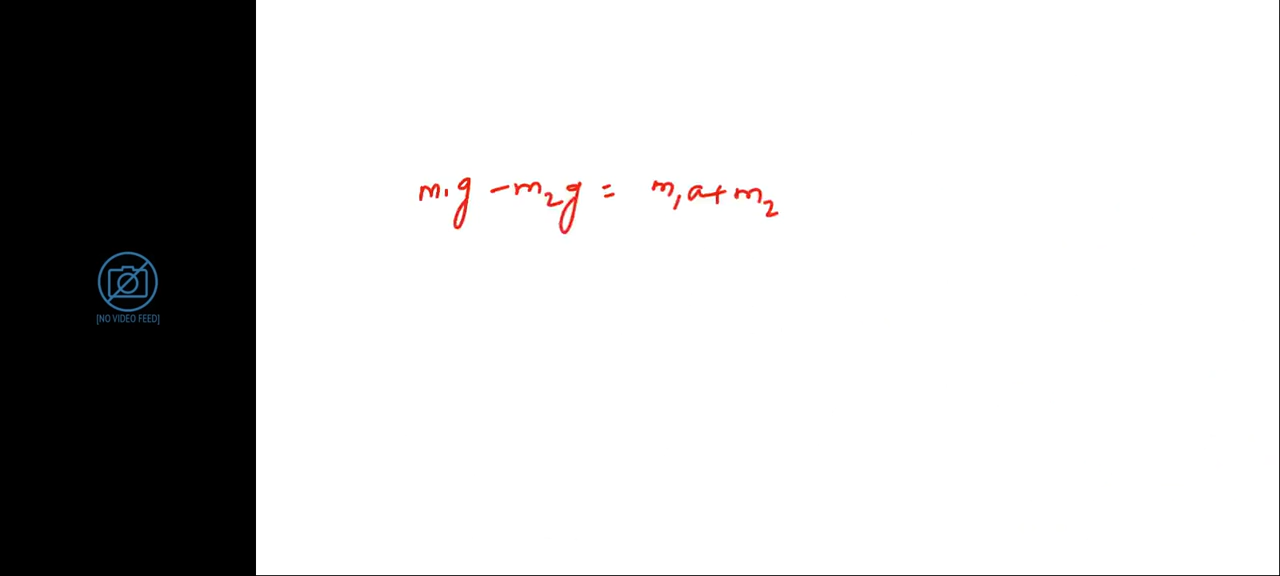 [NO VIDEO FEED]
m₁g - m₂g = m₁a + m₂